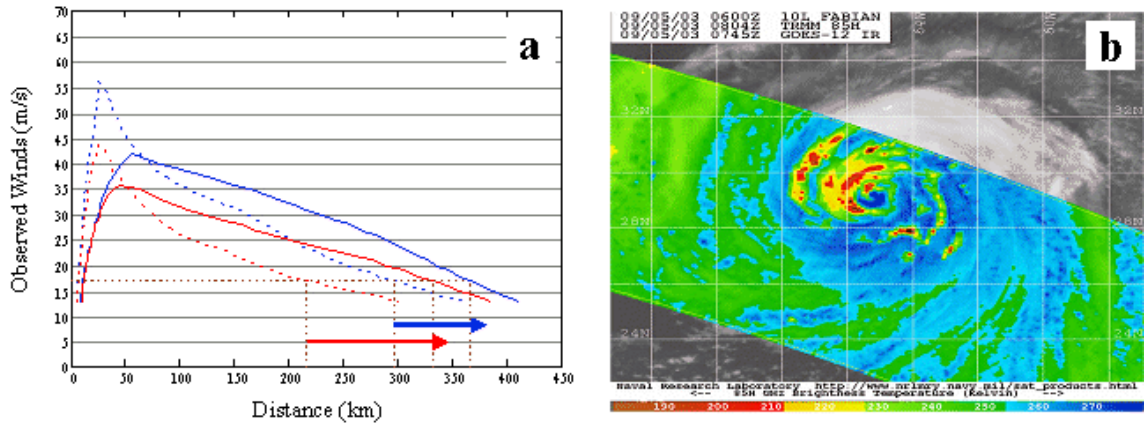 a
70
65
60
55
50
45
40
35
30
25
20
15
10
5
0
Observed Winds (m/s)
0 50 100 150 200 250 300 350 400 450
Distance (km)
09/05/03 0600Z 10L FABIAN
09/05/03 0804Z TRMM 85H
09/05/03 0745Z GOES-12 IR
b
64W
60W
32N
28N
24N
Naval Research Laboratory http://www.nrlmry.navy.mil/sat_products.html
<-- 85H GHz Brightness Temperature (Kelvin) -->
190 200 210 220 230 240 250 260 270